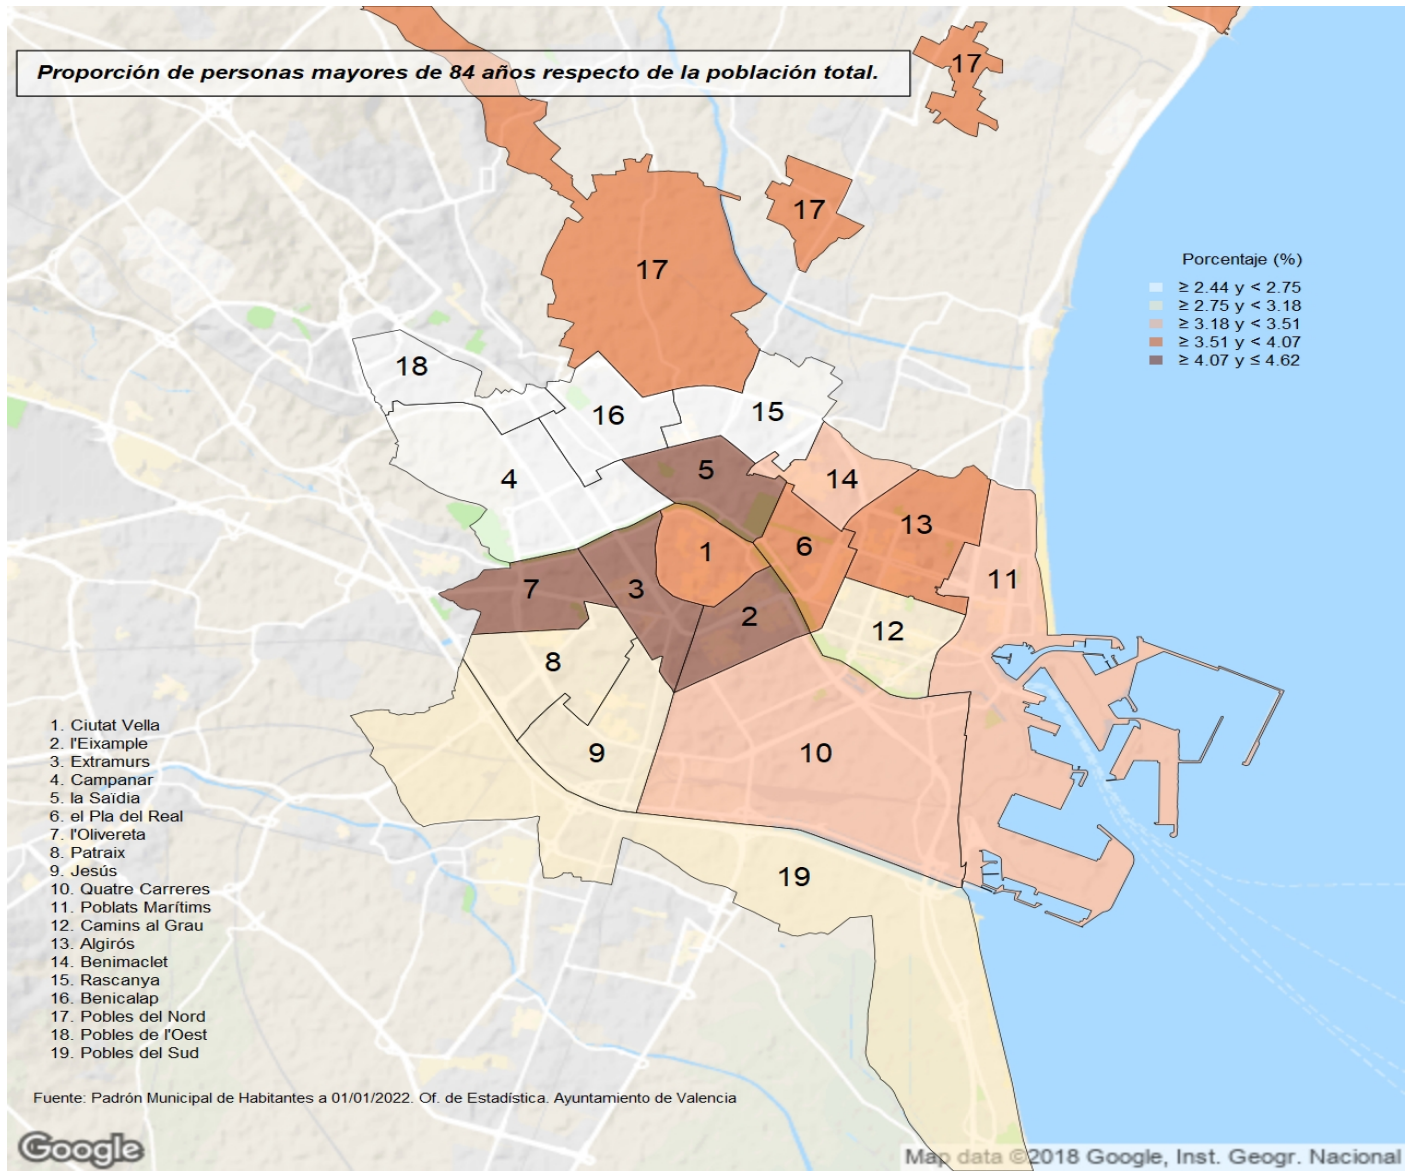 Proporción de personas mayores de 84 años respecto de la población total.
17
17
17
Porcentaje (%)
≥ 2.44 y < 2.75
≥ 2.75 y < 3.18
≥ 3.18 y < 3.51
≥ 3.51 y < 4.07
≥ 4.07 y ≤ 4.62
18
16
15
4
5
14
13
1
6
11
7
3
2
12
8
9
10
19
1. Ciutat Vella
2. l'Eixample
3. Extramurs
4. Campanar
5. la Saïdia
6. el Pla del Real
7. l'Olivereta
8. Patraix
9. Jesús
10. Quatre Carreres
11. Poblats Marítims
12. Camins al Grau
13. Algirós
14. Benimaclet
15. Rascanya
16. Benicalap
17. Pobles del Nord
18. Pobles de l'Oest
19. Pobles del Sud
Fuente: Padrón Municipal de Habitantes a 01/01/2022. Of. de Estadística. Ayuntamiento de Valencia
Google
Map data ©2018 Google, Inst. Geogr. Nacional